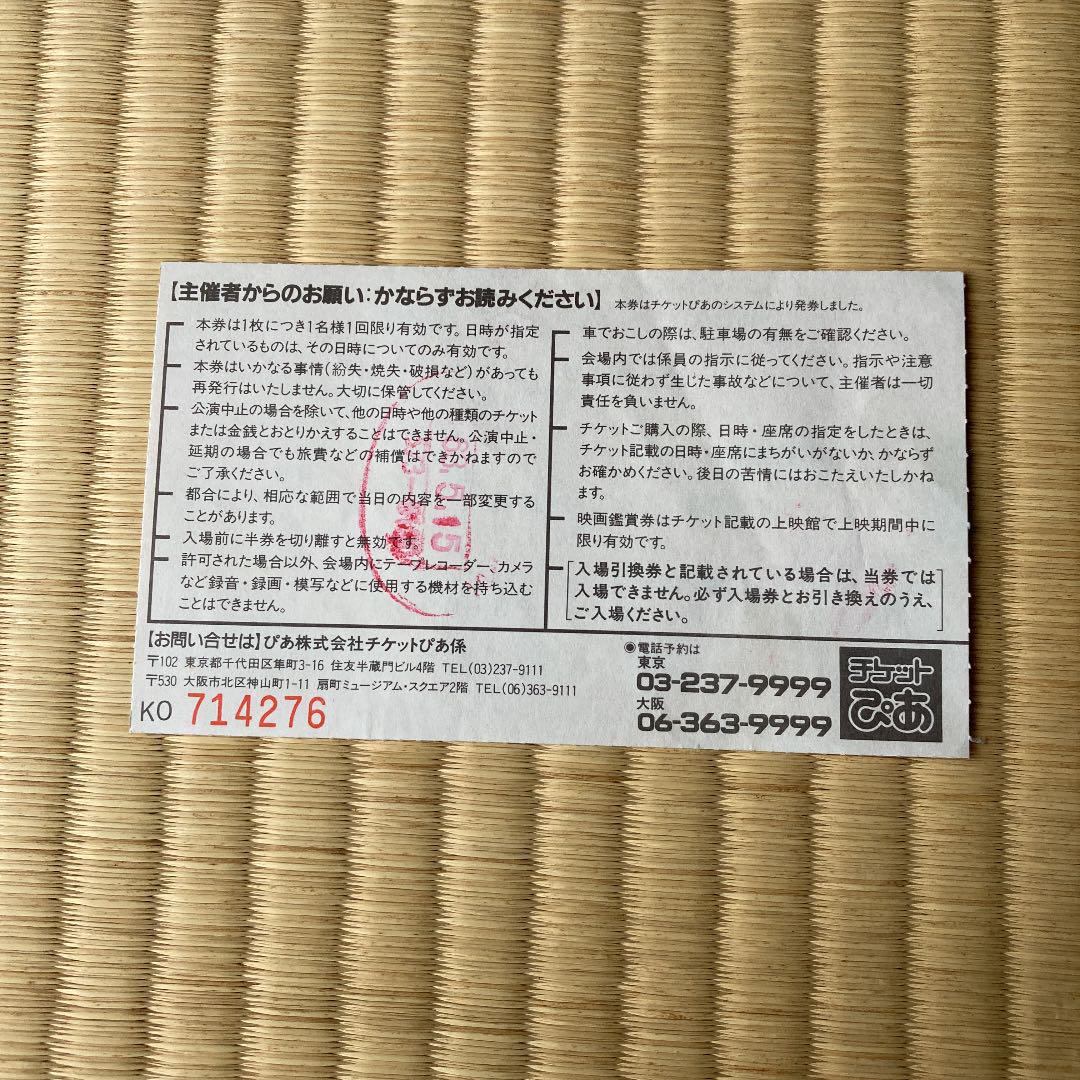 【主催者からのお願い:かならずお読みください】 本券はチケットぴあのシステムにより発券しました。
本券は1枚につき1名様1回限り有効です。日時が指定
されているものは、その日時についてのみ有効です。
本券はいかなる事情(紛失・焼失・破損など)があっても
再発行はいたしません。大切に保管してください。
公演中止の場合を除いて、他の日時や他の種類のチケット
または金銭とおとりかえすることはできません。公演中止・
延期の場合でも旅費などの補償はできかねますので
ご了承ください。
都合により、相応な範囲で当日の内容を一部変更する
ことがあります。
入場前に半券を切り離すと無効です。
許可された場合以外、会場内にテープレコーダー、カメラ
など録音・録画・模写などに使用する機材を持ち込む
ことはできません。
車でおこしの際は、駐車場の有無をご確認ください。
会場内では係員の指示に従ってください。指示や注意
事項に従わず生じた事故などについて、主催者は一切
責任を負いません。
チケットご購入の際、日時・座席の指定をしたときは、
チケット記載の日時・座席にまちがいがないか、かならず
お確かめください。後日の苦情にはおこたえいたしかね
ます。
映画鑑賞券はチケット記載の上映館で上映期間中に
限り有効です。
入場引換券と記載されている場合は、当券では
入場できません。必ず入場券とお引き換えのうえ、
ご入場ください。
【お問い合せは】ぴあ株式会社チケットぴあ係
〒102 東京都千代田区隼町3-16 住友半蔵門ビル4階 TEL(03)237-9111
〒530 大阪市北区神山町1-11 扇町ミュージアム・スクエア2階 TEL(06)363-9111
KO 714276
◉電話予約は
東京
03-237-9999
大阪
06-363-9999
チケット
ぴあ
5.15